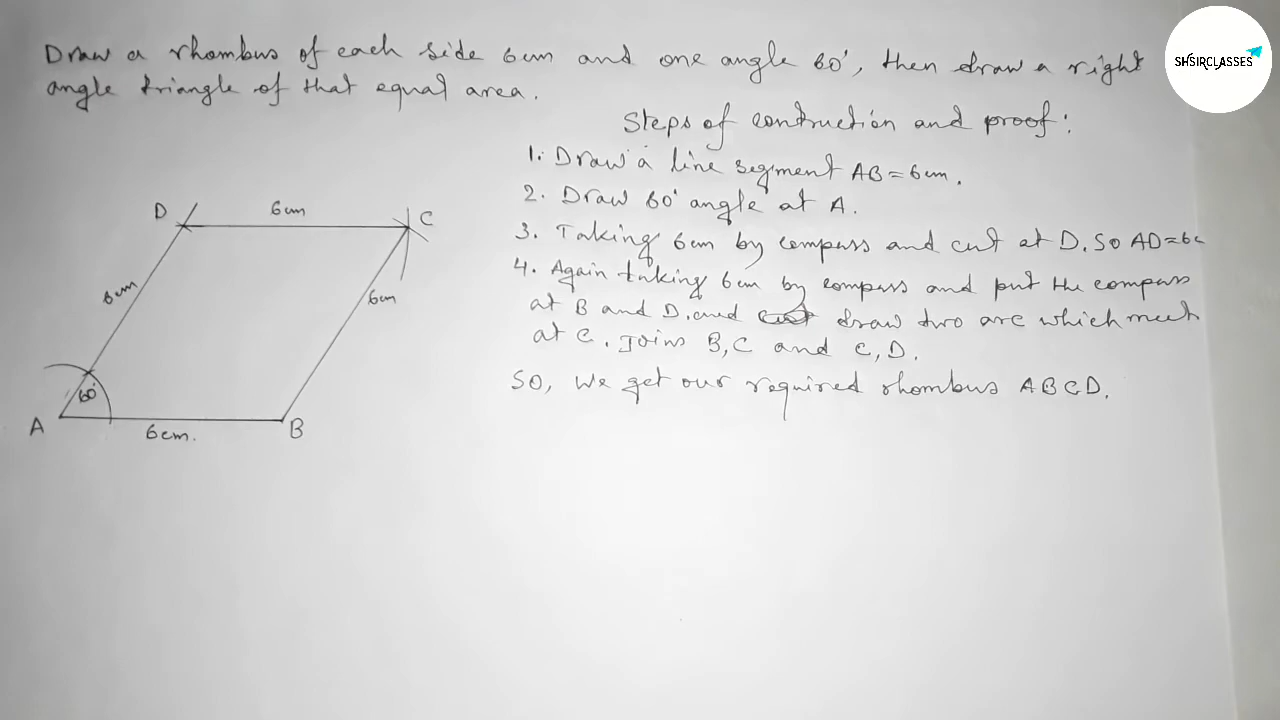 Draw a rhombus of each side 6cm and one angle 60°, then draw a right
angle triangle of that equal area.
Steps of contruction and proof:
1. Draw a line segment AB=6cm.
2. Draw 60° angle at A.
3. Taking 6cm by compass and cut at D. So AD=6c
4. Again taking 6cm by compass and put the compass
at B and D. and draw two arc which meet
at C. Joins B, C and C, D.
SO, We get our required rhombus ABCD.
D
6cm
C
6cm
6cm
60°
A
6cm.
B
SHSIRCLASSES